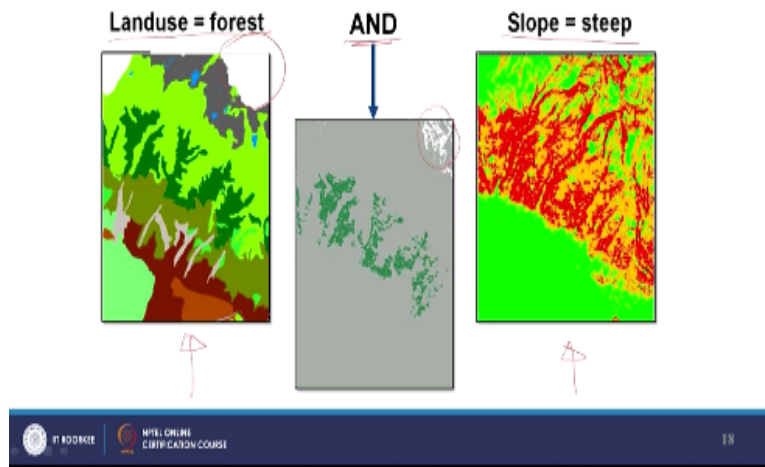 Landuse = forest
AND
Slope = steep
IIT ROORKEE
NPTEL ONLINE
CERTIFICATION COURSE
18